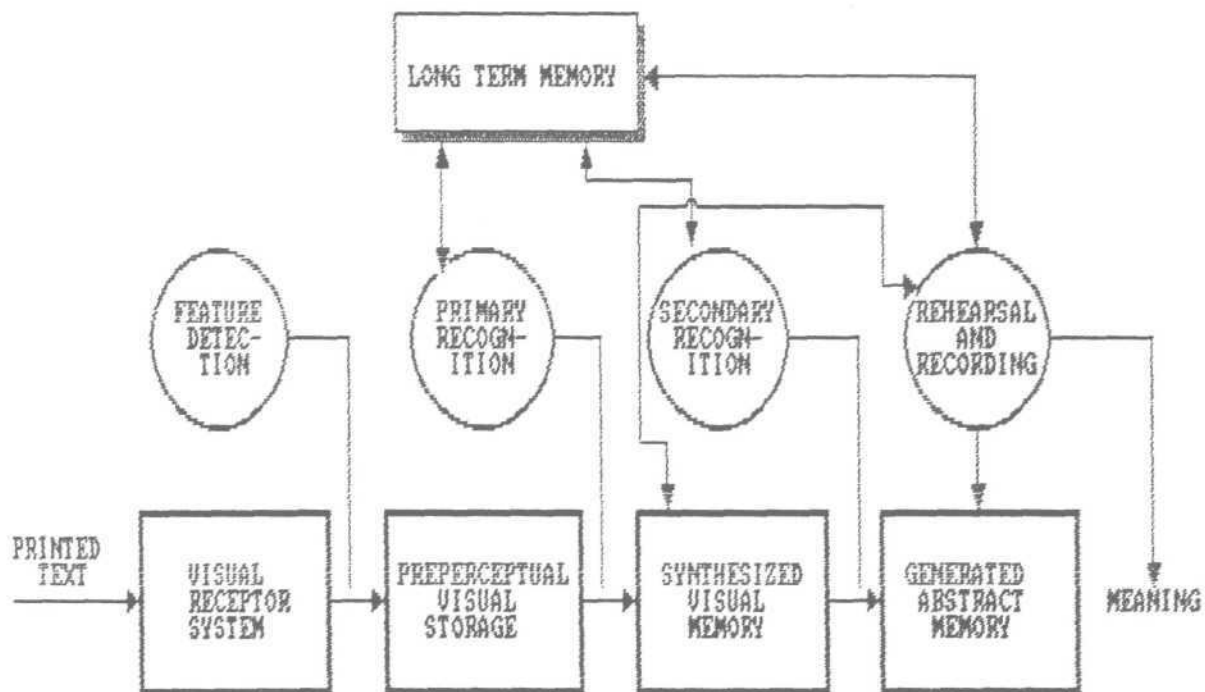 LONG TERM MEMORY
FEATURE
DETEC-
TION
PRIMARY
RECOGN-
ITION
SECONDARY
RECOGN-
ITION
REHEARSAL
AND
RECORDING
PRINTED
TEXT
VISUAL
RECEPTOR
SYSTEM
PREPERCEPTUAL
VISUAL
STORAGE
SYNTHESIZED
VISUAL
MEMORY
GENERATED
ABSTRACT
MEMORY
MEANING